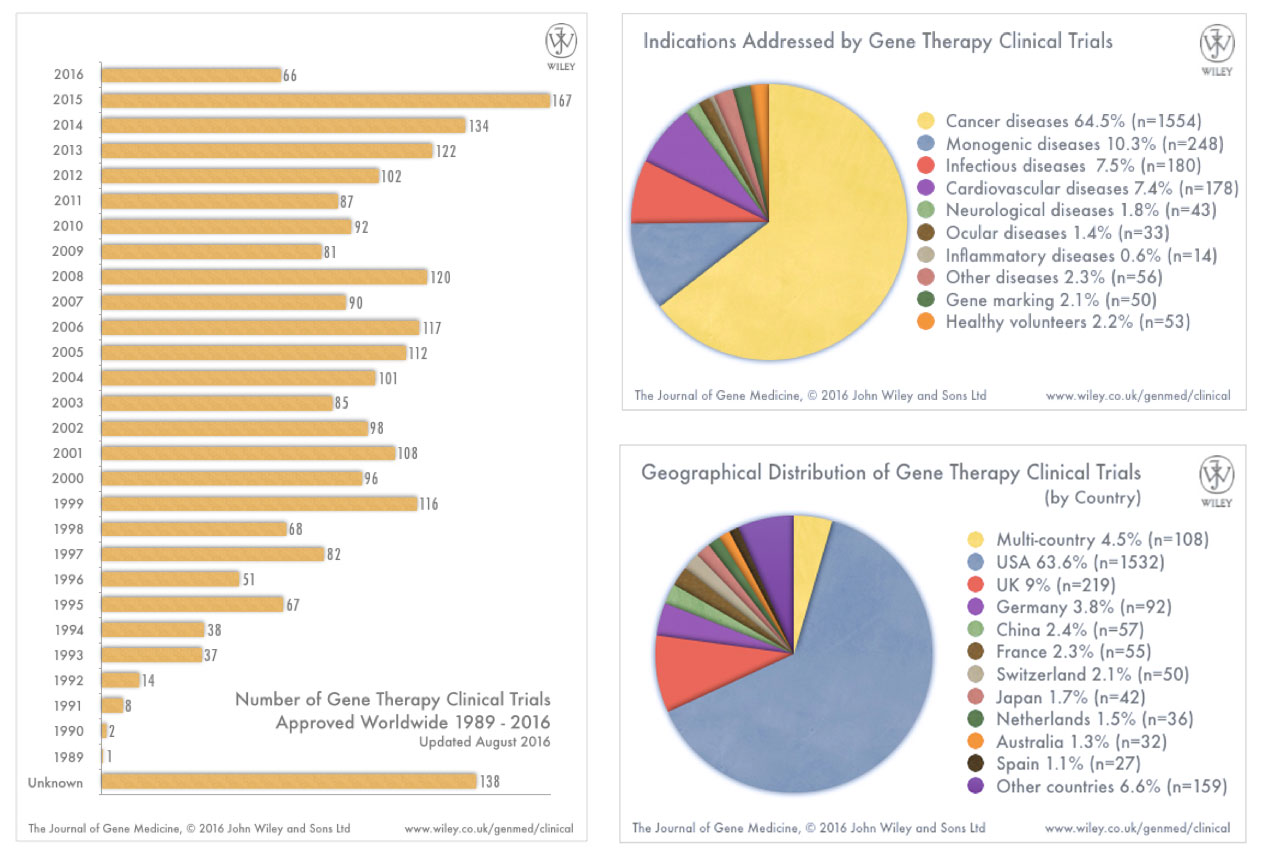 WILEY
2016 66
2015 167
2014 134
2013 122
2012 102
2011 87
2010 92
2009 81
2008 120
2007 90
2006 117
2005 112
2004 101
2003 85
2002 98
2001 108
2000 96
1999 116
1998 68
1997 82
1996 51
1995 67
1994 38
1993 37
1992 14
1991 8
1990 2
1989 1
Unknown 138
Number of Gene Therapy Clinical Trials
Approved Worldwide 1989 - 2016
Updated August 2016
The Journal of Gene Medicine, © 2016 John Wiley and Sons Ltd www.wiley.co.uk/genmed/clinical
Indications Addressed by Gene Therapy Clinical Trials
WILEY
Cancer diseases 64.5% (n=1554)
Monogenic diseases 10.3% (n=248)
Infectious diseases 7.5% (n=180)
Cardiovascular diseases 7.4% (n=178)
Neurological diseases 1.8% (n=43)
Ocular diseases 1.4% (n=33)
Inflammatory diseases 0.6% (n=14)
Other diseases 2.3% (n=56)
Gene marking 2.1% (n=50)
Healthy volunteers 2.2% (n=53)
The Journal of Gene Medicine, © 2016 John Wiley and Sons Ltd www.wiley.co.uk/genmed/clinical
Geographical Distribution of Gene Therapy Clinical Trials
(by Country)
WILEY
Multi-country 4.5% (n=108)
USA 63.6% (n=1532)
UK 9% (n=219)
Germany 3.8% (n=92)
China 2.4% (n=57)
France 2.3% (n=55)
Switzerland 2.1% (n=50)
Japan 1.7% (n=42)
Netherlands 1.5% (n=36)
Australia 1.3% (n=32)
Spain 1.1% (n=27)
Other countries 6.6% (n=159)
The Journal of Gene Medicine, © 2016 John Wiley and Sons Ltd www.wiley.co.uk/genmed/clinical